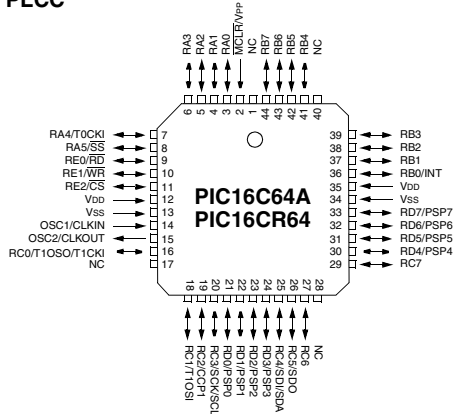 PLCC
RA3
RA2
RA1
RA0
MCLR/VPP
NC
RB7
RB6
RB5
RB4
NC
6
5
4
3
2
1
44
43
42
41
40
RA4/T0CKI
RA5/SS
RE0/RD
RE1/WR
RE2/CS
VDD
VSS
OSC1/CLKIN
OSC2/CLKOUT
RC0/T1OSO/T1CKI
NC
7
8
9
10
11
12
13
14
15
16
17
PIC16C64A
PIC16CR64
39
38
37
36
35
34
33
32
31
30
29
RB3
RB2
RB1
RB0/INT
VDD
VSS
RD7/PSP7
RD6/PSP6
RD5/PSP5
RD4/PSP4
RC7
18
19
20
21
22
23
24
25
26
27
28
RC1/T1OSI
RC2/CCP1
RC3/SCK/SCL
RD0/PSP0
RD1/PSP1
RD2/PSP2
RD3/PSP3
RC4/SDI/SDA
RC5/SDO
RC6
NC